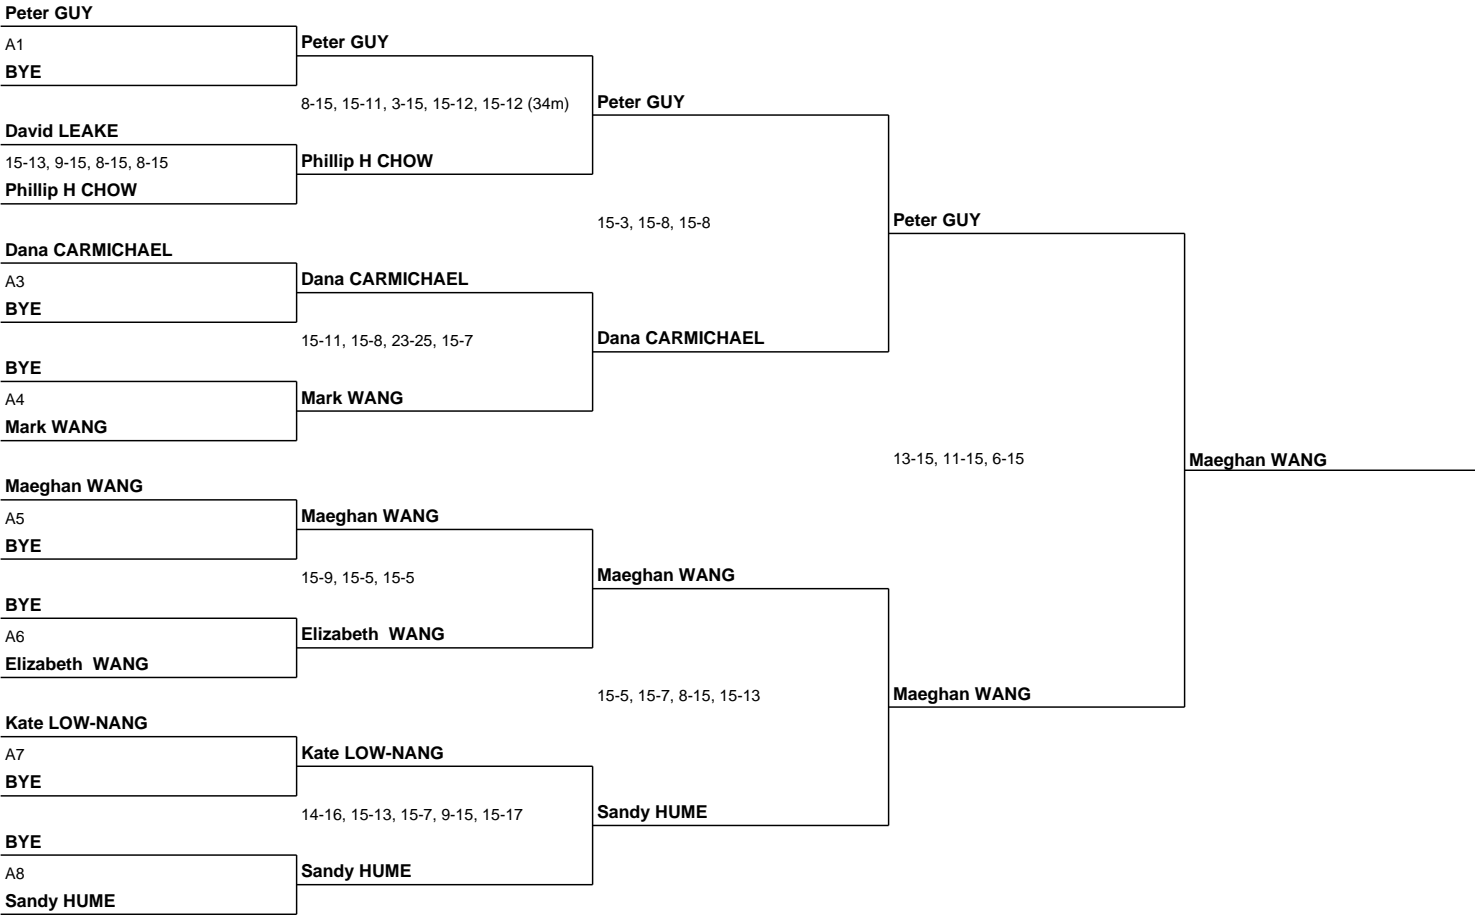 Peter GUY
A1
BYE
David LEAKE
15-13, 9-15, 8-15, 8-15
Phillip H CHOW
Dana CARMICHAEL
A3
BYE
BYE
A4
Mark WANG
Maeghan WANG
A5
BYE
BYE
A6
Elizabeth  WANG
Kate LOW-NANG
A7
BYE
BYE
A8
Sandy HUME
Peter GUY
8-15, 15-11, 3-15, 15-12, 15-12 (34m)
Phillip H CHOW
Dana CARMICHAEL
15-11, 15-8, 23-25, 15-7
Mark WANG
Maeghan WANG
15-9, 15-5, 15-5
Elizabeth  WANG
Kate LOW-NANG
14-16, 15-13, 15-7, 9-15, 15-17
Sandy HUME
Peter GUY
15-3, 15-8, 15-8
Dana CARMICHAEL
Maeghan WANG
15-5, 15-7, 8-15, 15-13
Sandy HUME
Peter GUY
13-15, 11-15, 6-15
Maeghan WANG
Maeghan WANG